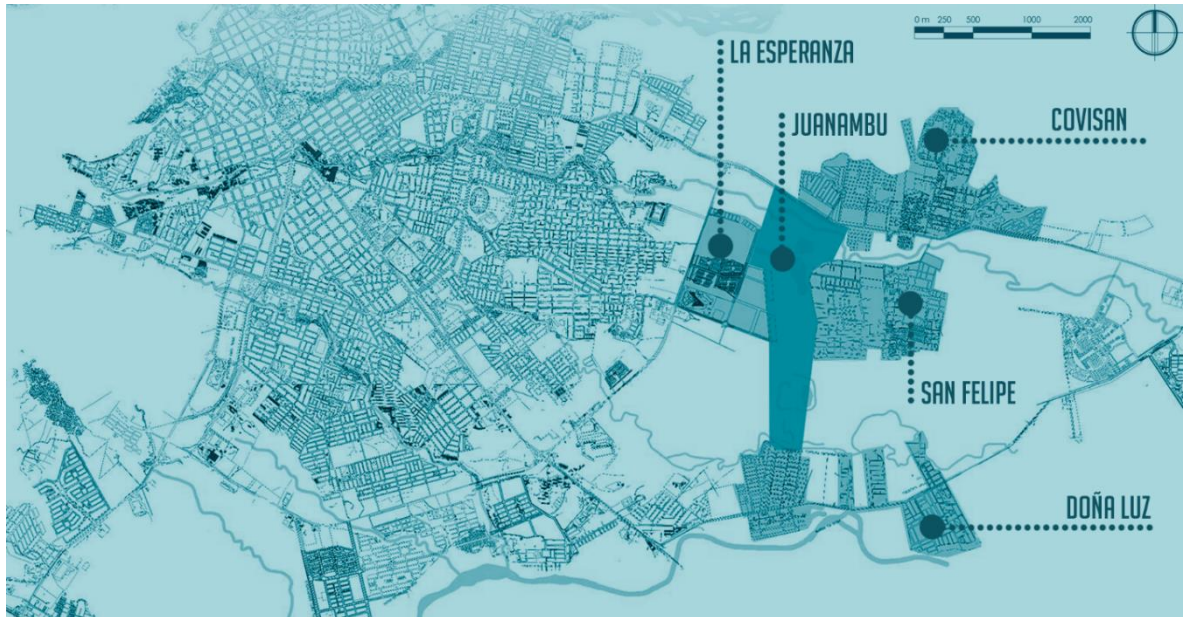 0 m 250 500 1000 2000
LA ESPERANZA
JUANAMBU
COVISAN
SAN FELIPE
DOÑA LUZ